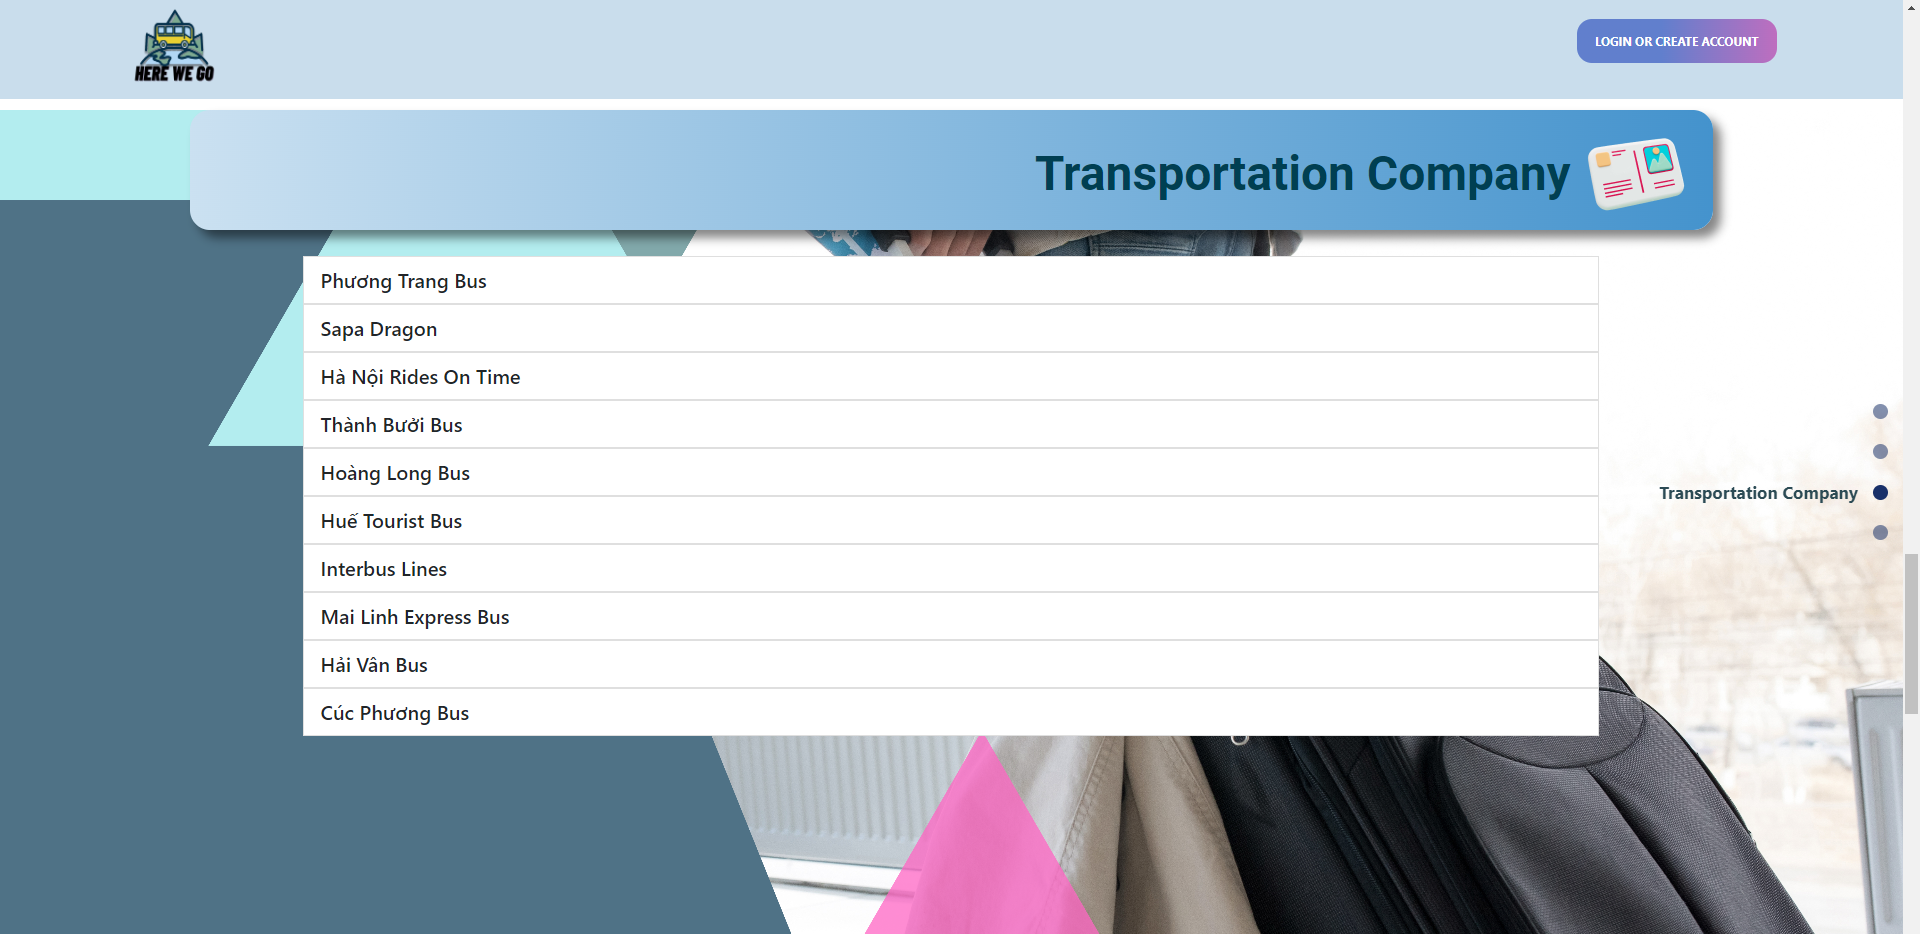 HERE WE GO
LOGIN OR CREATE ACCOUNT
Transportation Company
Phương Trang Bus
Sapa Dragon
Hà Nội Rides On Time
Thành Bưởi Bus
Hoàng Long Bus
Transportation Company
Huế Tourist Bus
Interbus Lines
Mai Linh Express Bus
Hải Vân Bus
Cúc Phương Bus